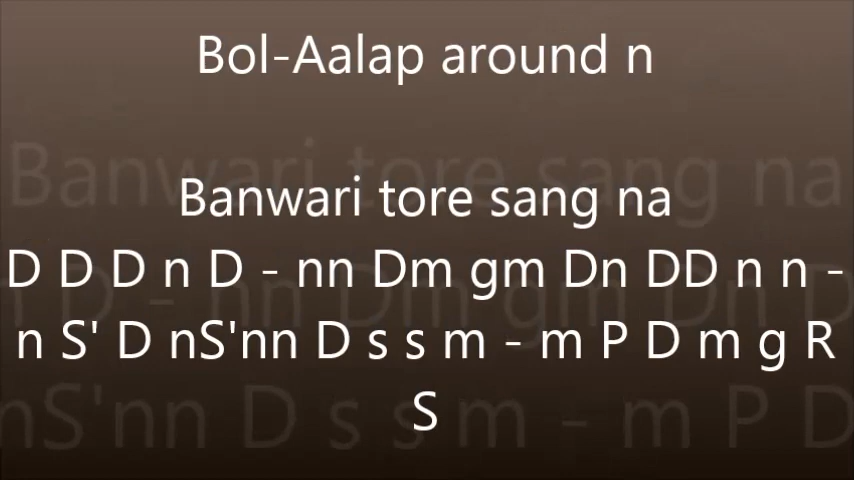 Bol-Aalap around n
Banwari tore sang na
D D D n D - nn Dm gm Dn DD n n -
n S' D nS'nn D s s m - m P D m g R
S